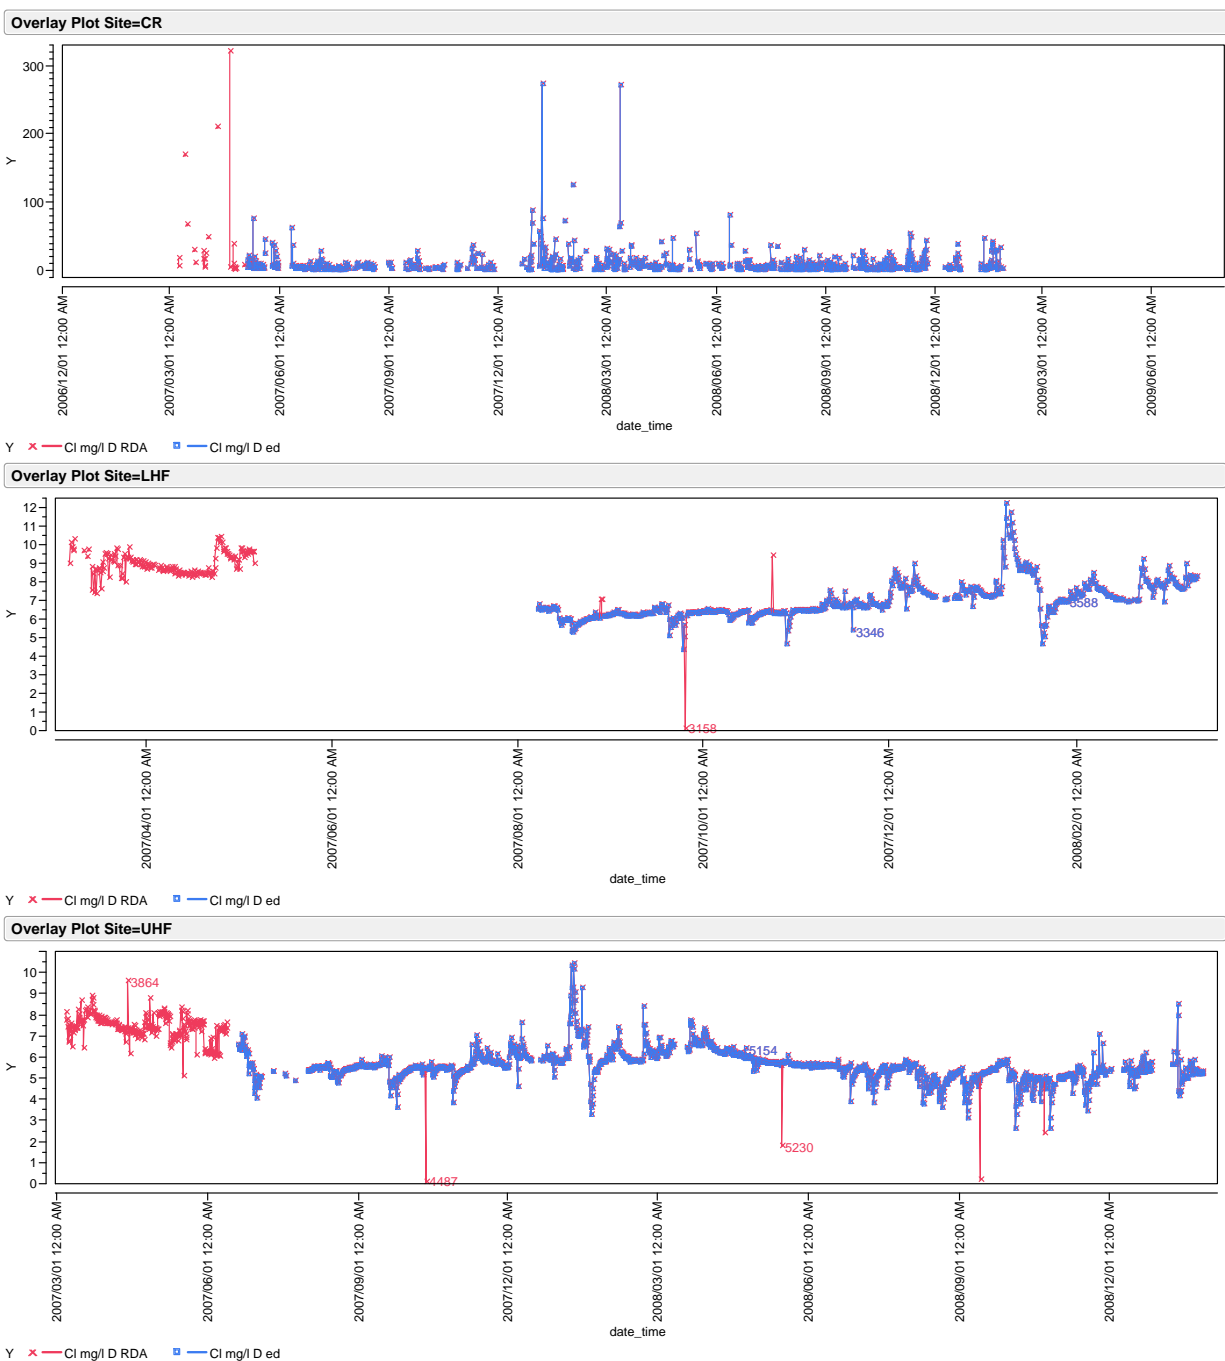 Overlay Plot Site=CR
300
200
100
0
Y
2006/12/01 12:00 AM
2007/03/01 12:00 AM
2007/06/01 12:00 AM
2007/09/01 12:00 AM
2007/12/01 12:00 AM
2008/03/01 12:00 AM
2008/06/01 12:00 AM
2008/09/01 12:00 AM
2008/12/01 12:00 AM
2009/03/01 12:00 AM
2009/06/01 12:00 AM
date_time
Y Cl mg/l D RDA Cl mg/l D ed
Overlay Plot Site=LHF
12
11
10
9
8
7
6
5
4
3
2
1
0
Y
3158
3346
5588
2007/04/01 12:00 AM
2007/06/01 12:00 AM
2007/08/01 12:00 AM
2007/10/01 12:00 AM
2007/12/01 12:00 AM
2008/02/01 12:00 AM
date_time
Y Cl mg/l D RDA Cl mg/l D ed
Overlay Plot Site=UHF
10
9
8
7
6
5
4
3
2
1
0
Y
3864
4487
5154
5230
2007/03/01 12:00 AM
2007/06/01 12:00 AM
2007/09/01 12:00 AM
2007/12/01 12:00 AM
2008/03/01 12:00 AM
2008/06/01 12:00 AM
2008/09/01 12:00 AM
2008/12/01 12:00 AM
date_time
Y Cl mg/l D RDA Cl mg/l D ed